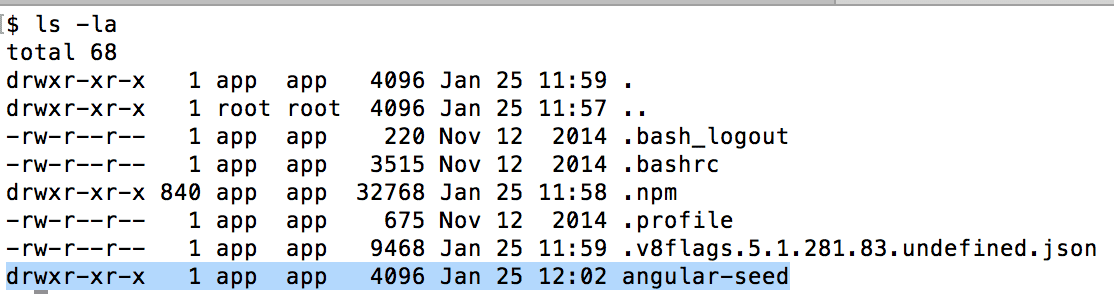 $ ls -la
total 68
drwxr-xr-x   1 app  app   4096 Jan 25 11:59 .
drwxr-xr-x   1 root root  4096 Jan 25 11:57 ..
-rw-r--r--   1 app  app    220 Nov 12  2014 .bash_logout
-rw-r--r--   1 app  app   3515 Nov 12  2014 .bashrc
drwxr-xr-x 840 app  app  32768 Jan 25 11:58 .npm
-rw-r--r--   1 app  app    675 Nov 12  2014 .profile
-rw-r--r--   1 app  app   9468 Jan 25 11:59 .v8flags.5.1.281.83.undefined.json
drwxr-xr-x   1 app  app   4096 Jan 25 12:02 angular-seed